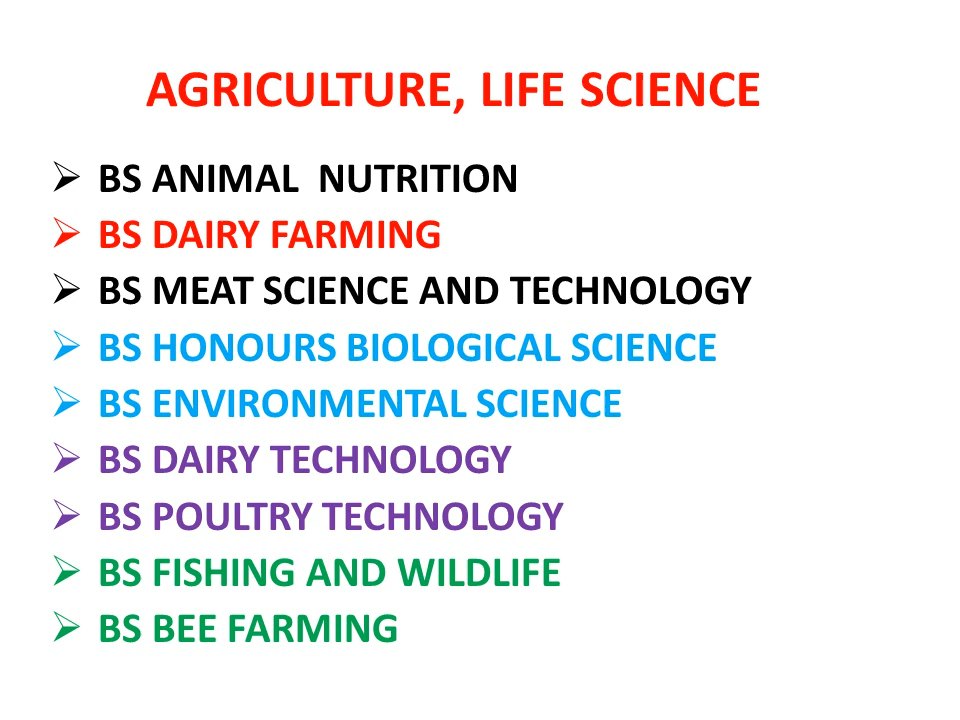 AGRICULTURE, LIFE SCIENCE
➢ BS ANIMAL  NUTRITION
➢ BS DAIRY FARMING
➢ BS MEAT SCIENCE AND TECHNOLOGY
➢ BS HONOURS BIOLOGICAL SCIENCE
➢ BS ENVIRONMENTAL SCIENCE
➢ BS DAIRY TECHNOLOGY
➢ BS POULTRY TECHNOLOGY
➢ BS FISHING AND WILDLIFE
➢ BS BEE FARMING